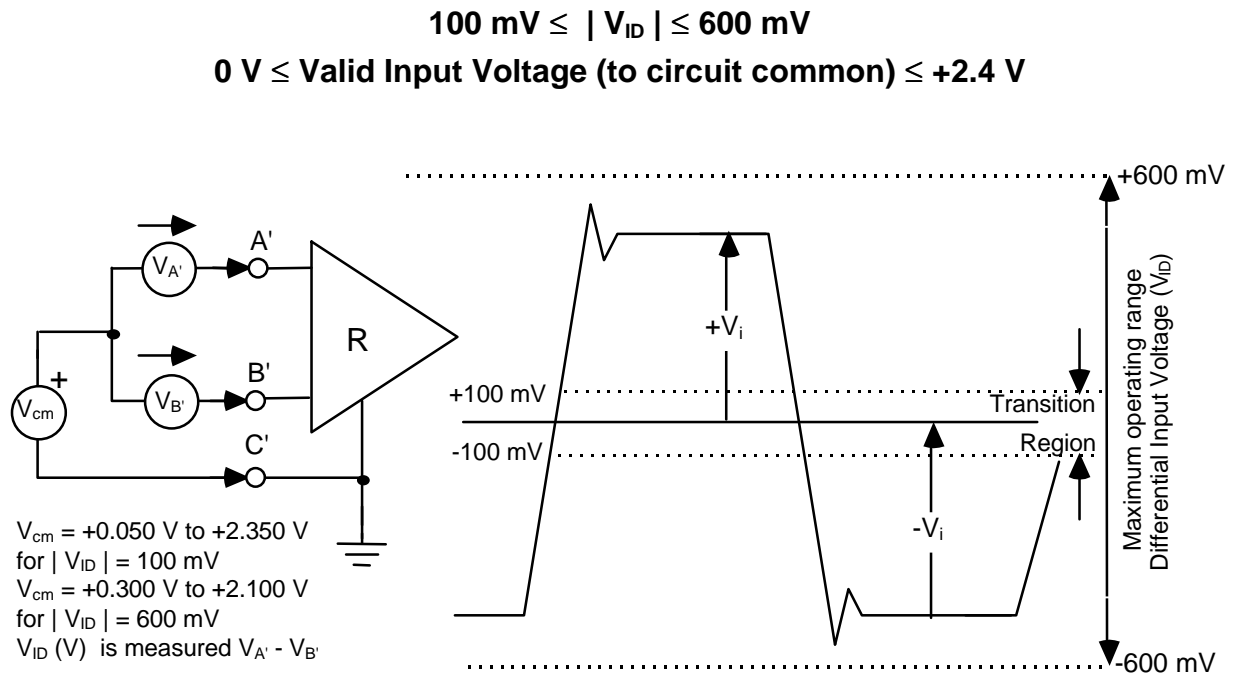 100 mV ≤ | V_ID | ≤ 600 mV
0 V ≤ Valid Input Voltage (to circuit common) ≤ +2.4 V
+600 mV
A'
V_A'
+V_i
R
B'
V_B'
+
V_cm
C'
+100 mV
Transition
-100 mV
Region
-V_i
Maximum operating range
Differential Input Voltage (V_ID)
-600 mV
V_cm = +0.050 V to +2.350 V
for | V_ID | = 100 mV
V_cm = +0.300 V to +2.100 V
for | V_ID | = 600 mV
V_ID (V) is measured V_A' - V_B'